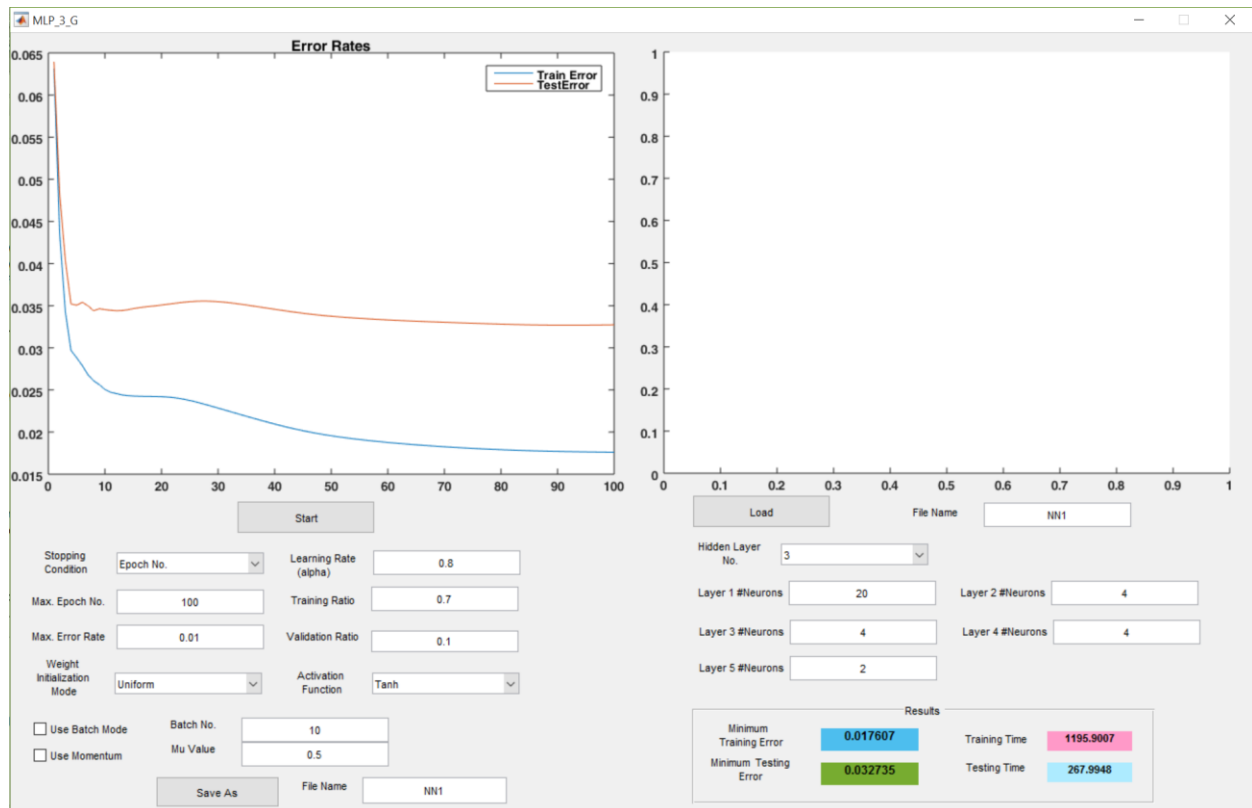 MLP_3_G
Error Rates
Train Error
TestError
0.065
0.06
0.055
0.05
0.045
0.04
0.035
0.03
0.025
0.02
0.015
0 10 20 30 40 50 60 70 80 90 100
1
0.9
0.8
0.7
0.6
0.5
0.4
0.3
0.2
0.1
0
0 0.1 0.2 0.3 0.4 0.5 0.6 0.7 0.8 0.9 1
Start
Stopping
Condition
Epoch No.
Learning Rate
(alpha)
0.8
Max. Epoch No.
100
Training Ratio
0.7
Max. Error Rate
0.01
Validation Ratio
0.1
Weight
Initialization
Mode
Uniform
Activation
Function
Tanh
Use Batch Mode
Batch No.
10
Use Momentum
Mu Value
0.5
Save As
File Name
NN1
Load
File Name
NN1
Hidden Layer
No.
3
Layer 1 #Neurons
20
Layer 2 #Neurons
4
Layer 3 #Neurons
4
Layer 4 #Neurons
4
Layer 5 #Neurons
2
Results
Minimum
Training Error
0.017607
Training Time
1195.9007
Minimum Testing
Error
0.032735
Testing Time
267.9948